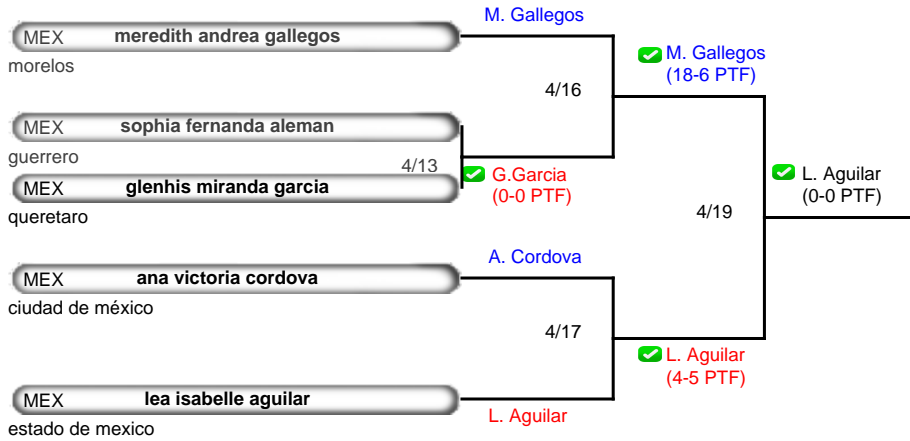 M. Gallegos
MEX meredith andrea gallegos
morelos
M. Gallegos
(18-6 PTF)
4/16
MEX sophia fernanda aleman
guerrero
4/13
G.Garcia
(0-0 PTF)
MEX glenhis miranda garcia
queretaro
L. Aguilar
(0-0 PTF)
4/19
A. Cordova
MEX ana victoria cordova
ciudad de méxico
4/17
L. Aguilar
(4-5 PTF)
MEX lea isabelle aguilar
estado de mexico
L. Aguilar